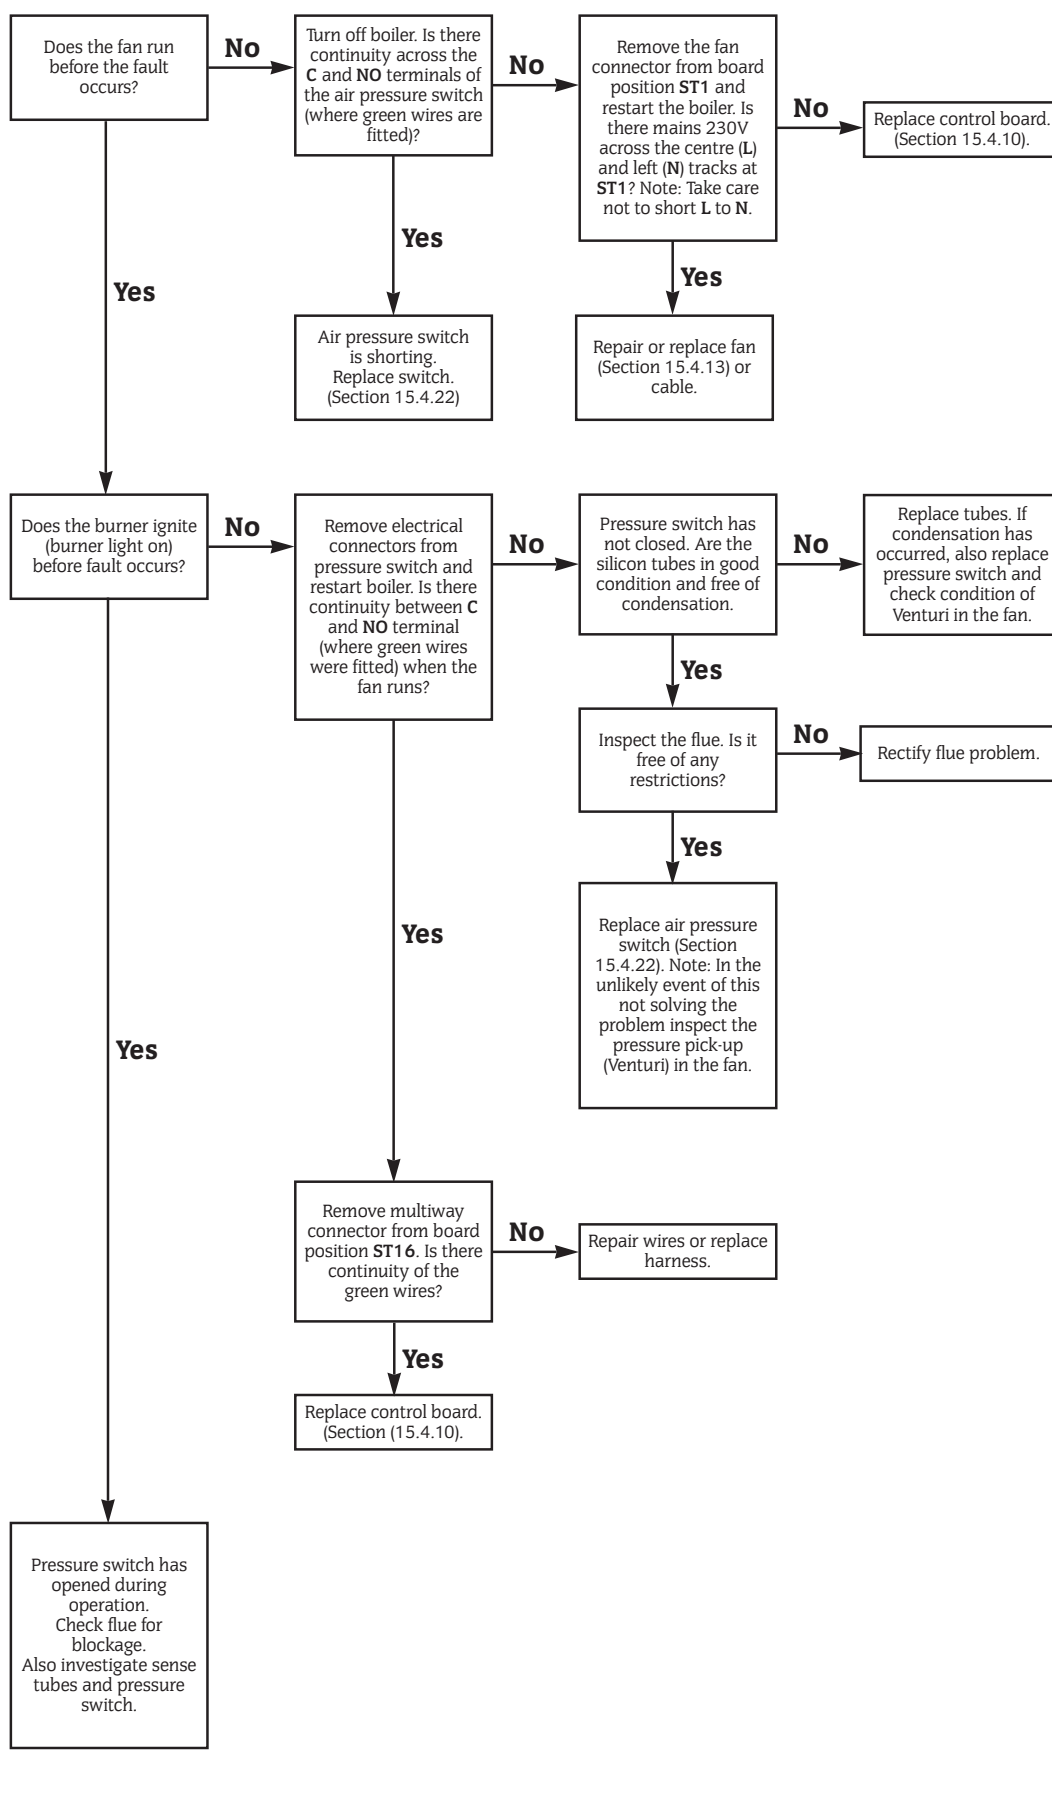 Does the fan run
before the fault
occurs?
No
Turn off boiler. Is there
continuity across the
C and NO terminals of
the air pressure switch
(where green wires are
fitted)?
No
Remove the fan
connector from board
position ST1 and
restart the boiler. Is
there mains 230V
across the centre (L)
and left (N) tracks at
ST1? Note: Take care
not to short L to N.
No
Replace control board.
(Section 15.4.10).
Yes
Yes
Yes
Air pressure switch
is shorting.
Replace switch.
(Section 15.4.22)
Repair or replace fan
(Section 15.4.13) or
cable.
Does the burner ignite
(burner light on)
before fault occurs?
No
Remove electrical
connectors from
pressure switch and
restart boiler. Is there
continuity between C
and NO terminal
(where green wires
were fitted) when the
fan runs?
No
Pressure switch has
not closed. Are the
silicon tubes in good
condition and free of
condensation.
No
Replace tubes. If
condensation has
occurred, also replace
pressure switch and
check condition of
Venturi in the fan.
Yes
Inspect the flue. Is it
free of any
restrictions?
No
Rectify flue problem.
Yes
Replace air pressure
switch (Section
15.4.22). Note: In the
unlikely event of this
not solving the
problem inspect the
pressure pick-up
(Venturi) in the fan.
Yes
Yes
Remove multiway
connector from board
position ST16. Is there
continuity of the
green wires?
No
Repair wires or replace
harness.
Yes
Replace control board.
(Section (15.4.10).
Pressure switch has
opened during
operation.
Check flue for
blockage.
Also investigate sense
tubes and pressure
switch.